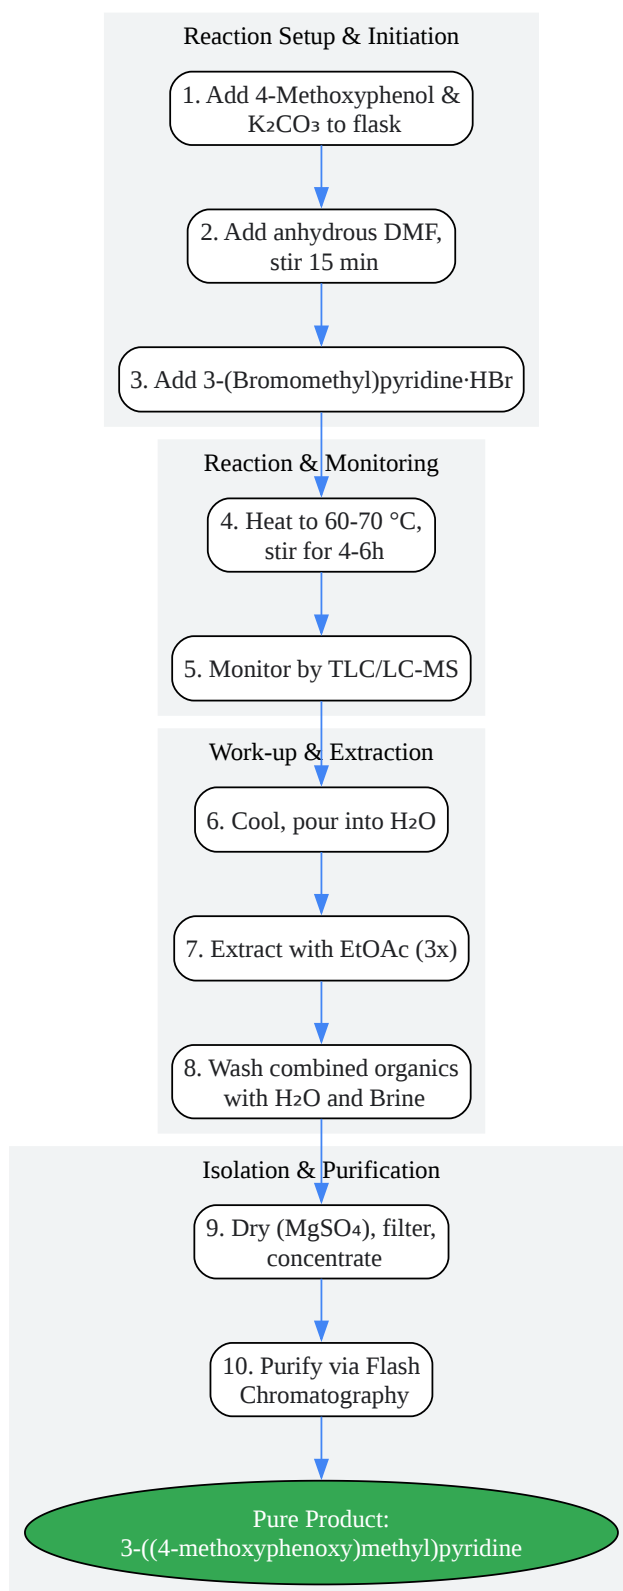 Reaction Setup & Initiation
1. Add 4-Methoxyphenol &
K₂CO₃ to flask
2. Add anhydrous DMF,
stir 15 min
3. Add 3-(Bromomethyl)pyridine·HBr
Reaction & Monitoring
4. Heat to 60-70 °C,
stir for 4-6h
5. Monitor by TLC/LC-MS
Work-up & Extraction
6. Cool, pour into H₂O
7. Extract with EtOAc (3x)
8. Wash combined organics
with H₂O and Brine
Isolation & Purification
9. Dry (MgSO₄), filter,
concentrate
10. Purify via Flash
Chromatography
Pure Product:
3-((4-methoxyphenoxy)methyl)pyridine